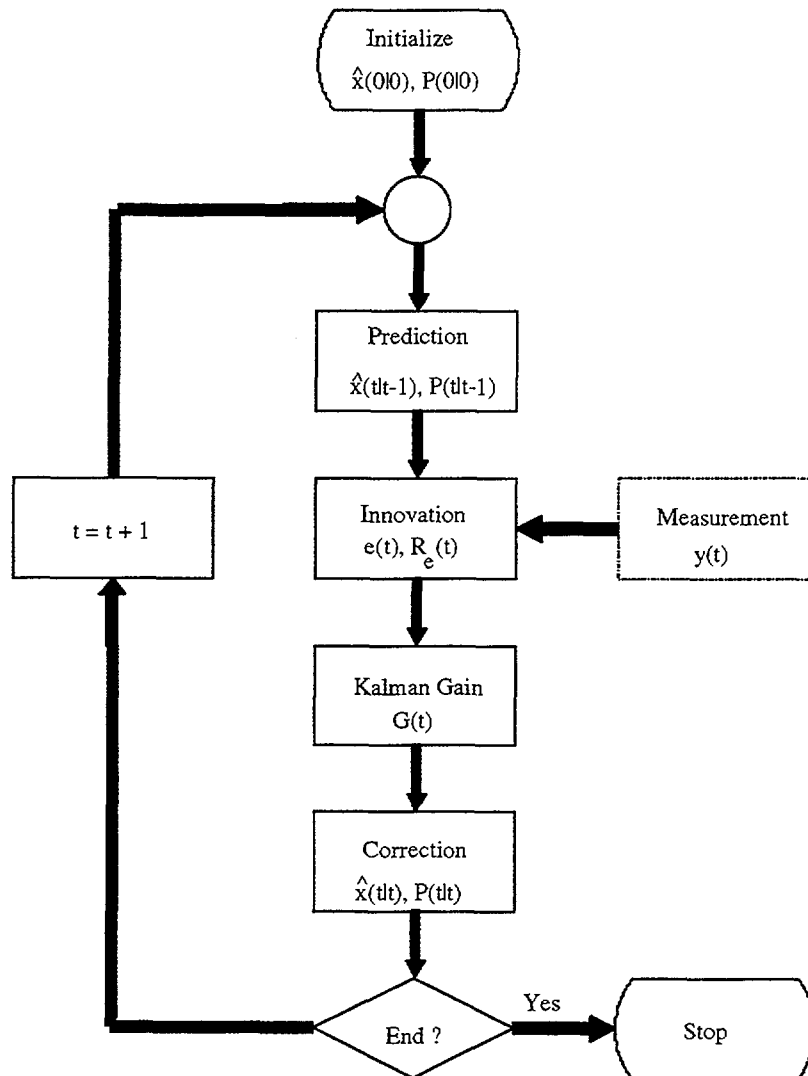 Initialize
x̂(0|0), P(0|0)
Prediction
x̂(t|t-1), P(t|t-1)
t = t + 1
Innovation
e(t), R_e(t)
Measurement
y(t)
Kalman Gain
G(t)
Correction
x̂(t|t), P(t|t)
End ?
Yes
Stop